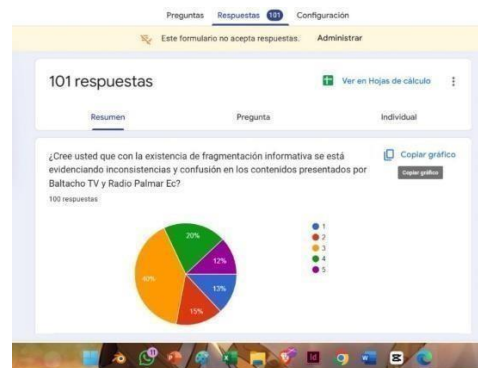 Preguntas Respuestas 101 Configuración
Este formulario no acepta respuestas. Administrar
101 respuestas
Ver en Hojas de cálculo
Resumen Pregunta Individual
¿Cree usted que con la existencia de fragmentación informativa se está
evidenciando inconsistencias y confusión en los contenidos presentados por
Baltacho TV y Radio Palmar Ec?
Copiar gráfico
Copiar gráfico
100 respuestas
20%
12%
13%
15%
40%
1
2
3
4
5